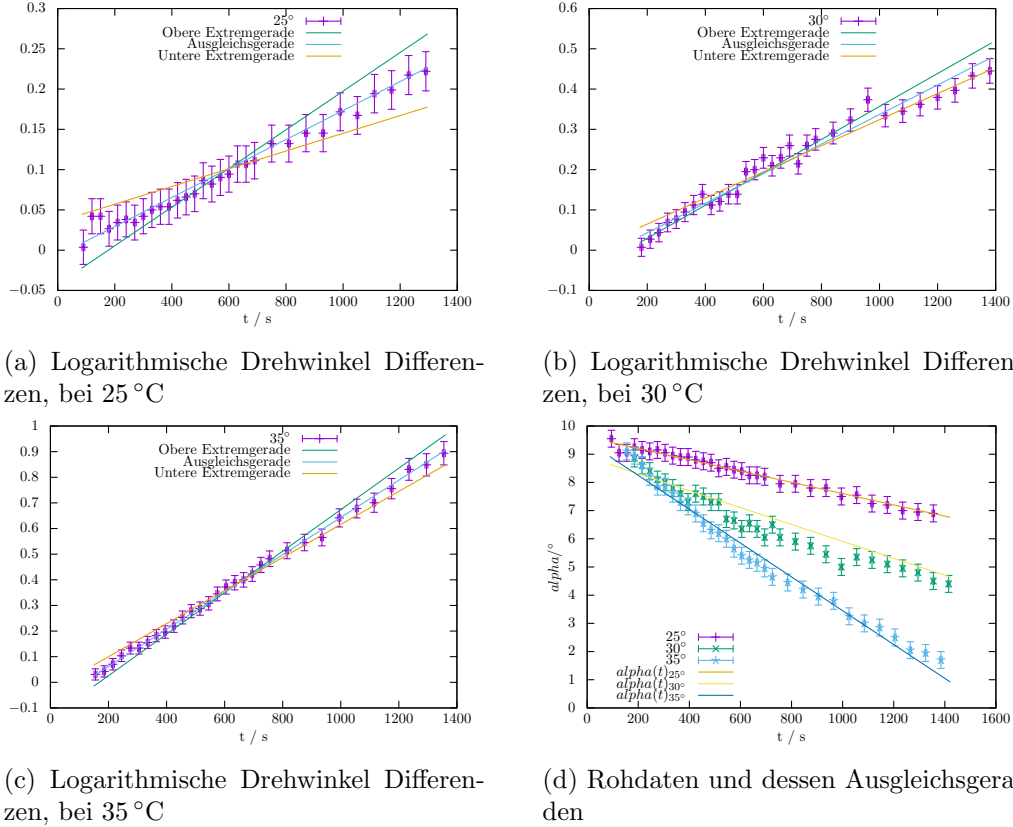 0.3
0.25
0.2
0.15
0.1
0.05
0
−0.05
0 200 400 600 800 1000 1200 1400
t / s
25°
Obere Extremgerade
Ausgleichsgerade
Untere Extremgerade
(a) Logarithmische Drehwinkel Differen-
zen, bei 25 °C
0.6
0.5
0.4
0.3
0.2
0.1
0
−0.1
0 200 400 600 800 1000 1200 1400
t / s
30°
Obere Extremgerade
Ausgleichsgerade
Untere Extremgerade
(b) Logarithmische Drehwinkel Differen
zen, bei 30 °C
1
0.9
0.8
0.7
0.6
0.5
0.4
0.3
0.2
0.1
0
−0.1
0 200 400 600 800 1000 1200 1400
t / s
35°
Obere Extremgerade
Ausgleichsgerade
Untere Extremgerade
(c) Logarithmische Drehwinkel Differen-
zen, bei 35 °C
10
9
8
7
6
5
4
3
2
1
0
0 200 400 600 800 1000 1200 1400 1600
alpha/°
t / s
25°
30°
35°
alpha(t)25°
alpha(t)30°
alpha(t)35°
(d) Rohdaten und dessen Ausgleichsgera
den